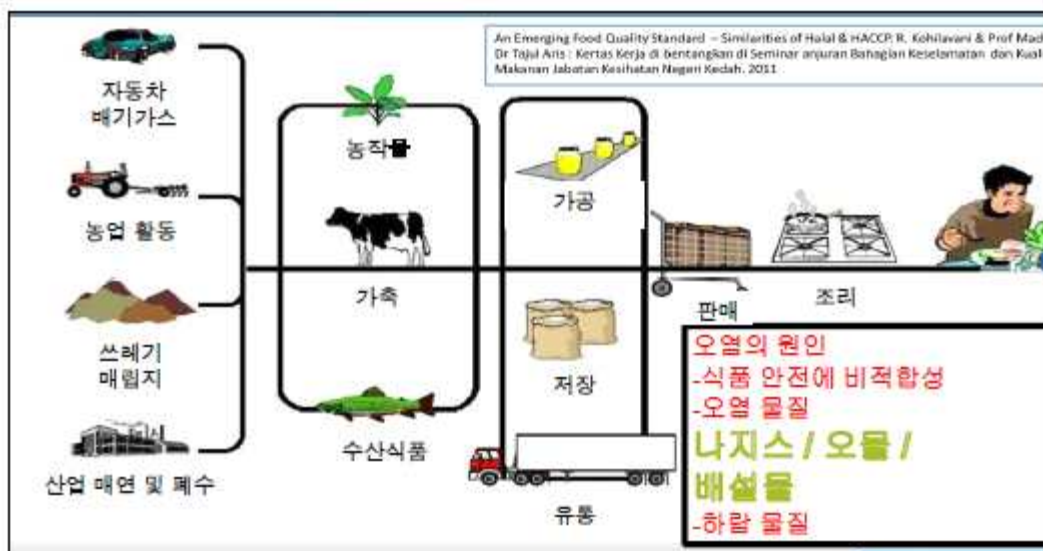 An Emerging Food Quality Standard – Similarities of Halal & HACCP. R. Kohilavani & Prof Mad
Dr Tajul Aris : Kertas Kerja di bentangkan di Seminar anjuran Bahagian Keselamatan dan Kual
Makanan Jabatan Kesihatan Negeri Kedah. 2011
자동차
배기가스
농업 활동
쓰레기
매립지
산업 매연 및 폐수
농작물
가축
수산식품
가공
저장
유통
판매
조리
오염의 원인
-식품 안전에 비적합성
-오염 물질
나지스 / 오물 /
배설물
-하람 물질